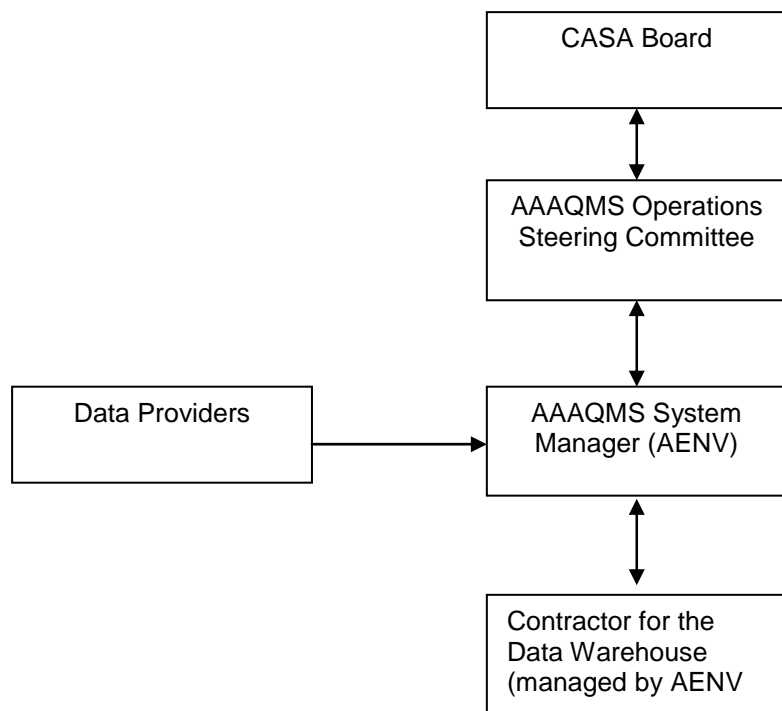 CASA Board
AAAQMS Operations
Steering Committee
Data Providers
AAAQMS System
Manager (AENV)
Contractor for the
Data Warehouse
(managed by AENV